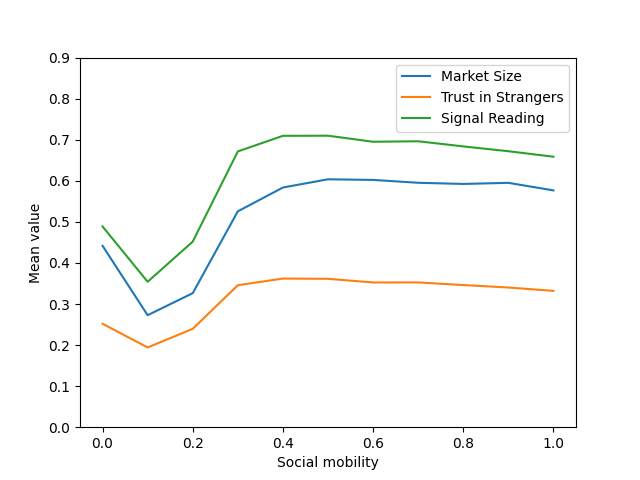 0.9
0.8
0.7
0.6
0.5
0.4
0.3
0.2
0.1
0.0
Mean value
Market Size
Trust in Strangers
Signal Reading
0.0 0.2 0.4 0.6 0.8 1.0
Social mobility